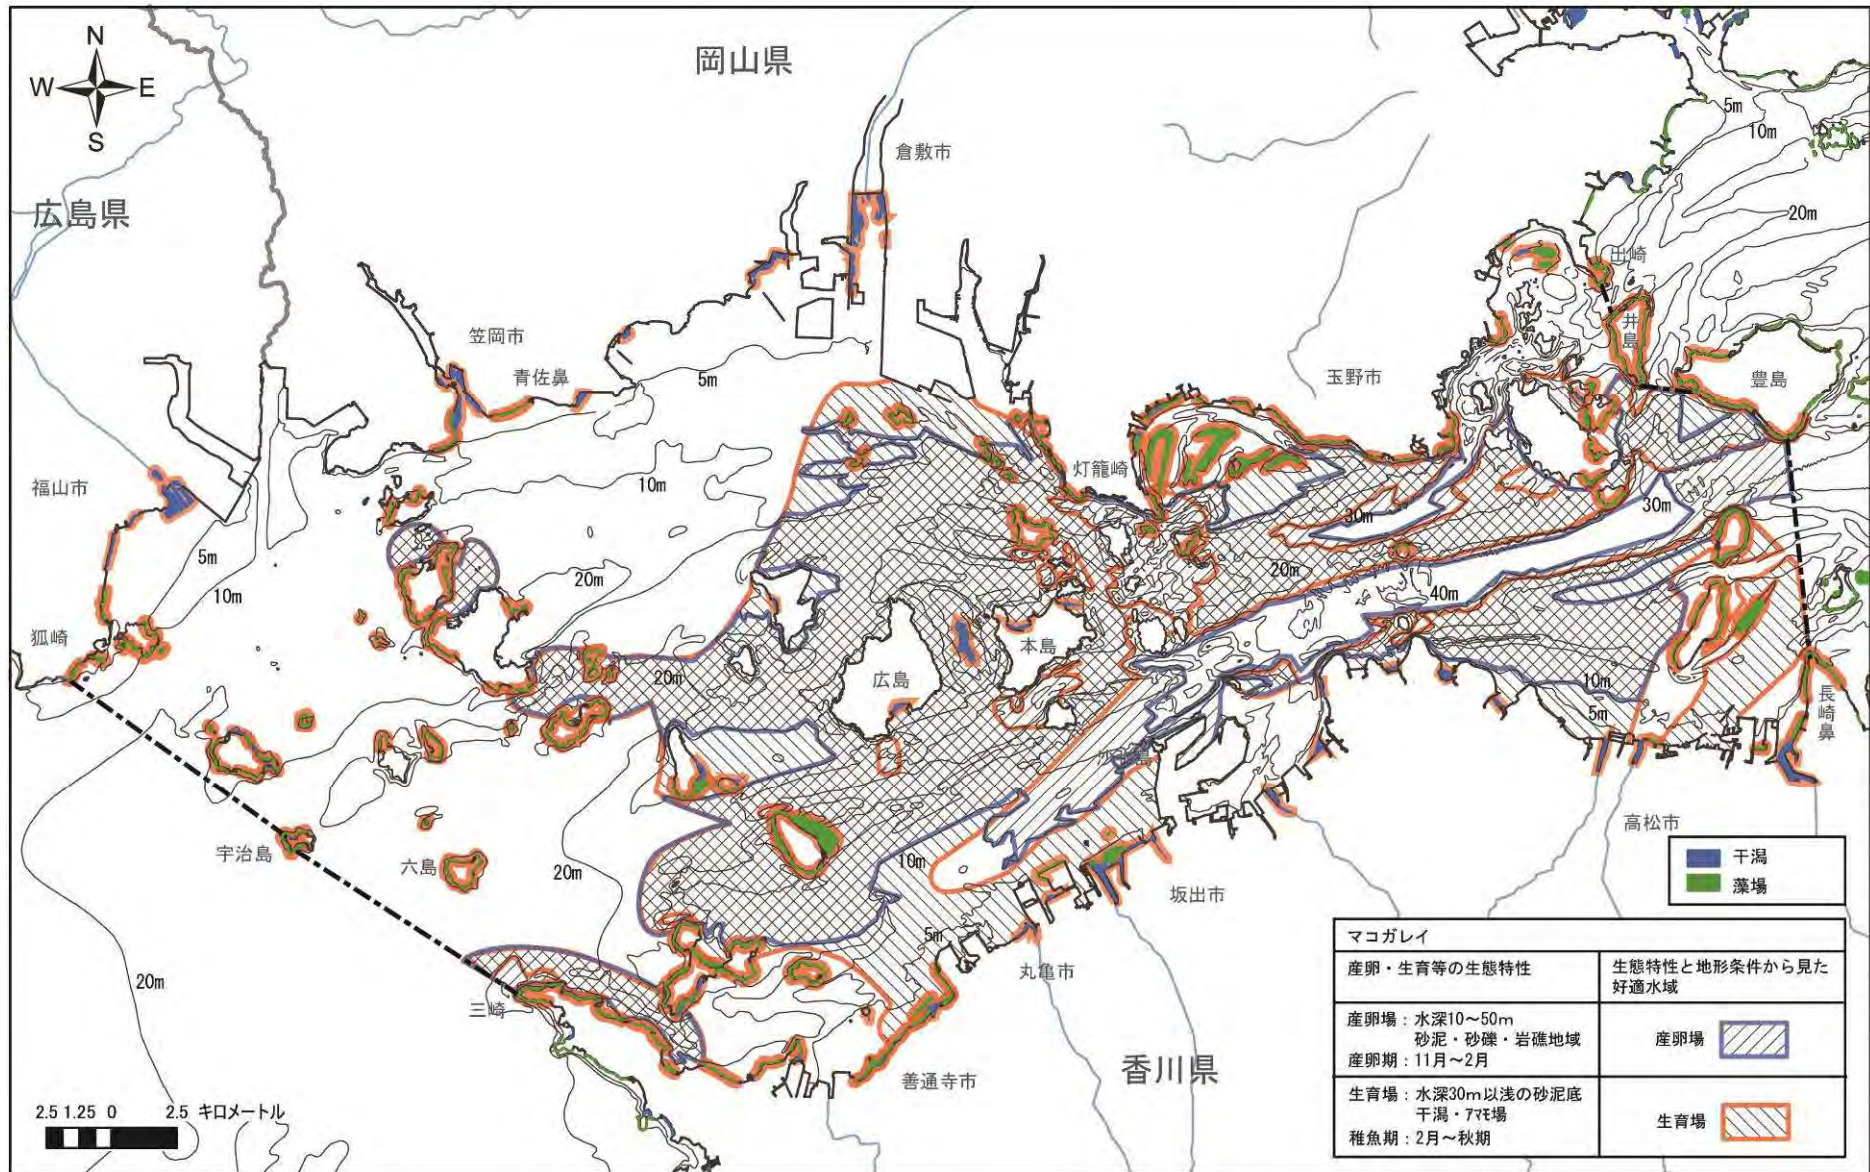 N
W E
S
岡山県
広島県
倉敷市
5m
10m
20m
出崎
井島
笠岡市
青佐鼻
5m
玉野市
豊島
福山市
10m
灯籠崎
30m
30m
5m
10m
20m
20m
40m
狐崎
20m
本島
広島
10m
5m
長崎鼻
宇治島
六島
20m
10m
坂出市
高松市
5m
丸亀市
20m
三崎
善通寺市
香川県
2.5 1.25 0 2.5 キロメートル
干潟
藻場
マコガレイ
産卵・生育等の生態特性
生態特性と地形条件から見た
好適水域
産卵場：水深10～50m
砂泥・砂礫・岩礁地域
産卵期：11月～2月
産卵場
生育場：水深30m以浅の砂泥底
干潟・アマモ場
稚魚期：2月～秋期
生育場